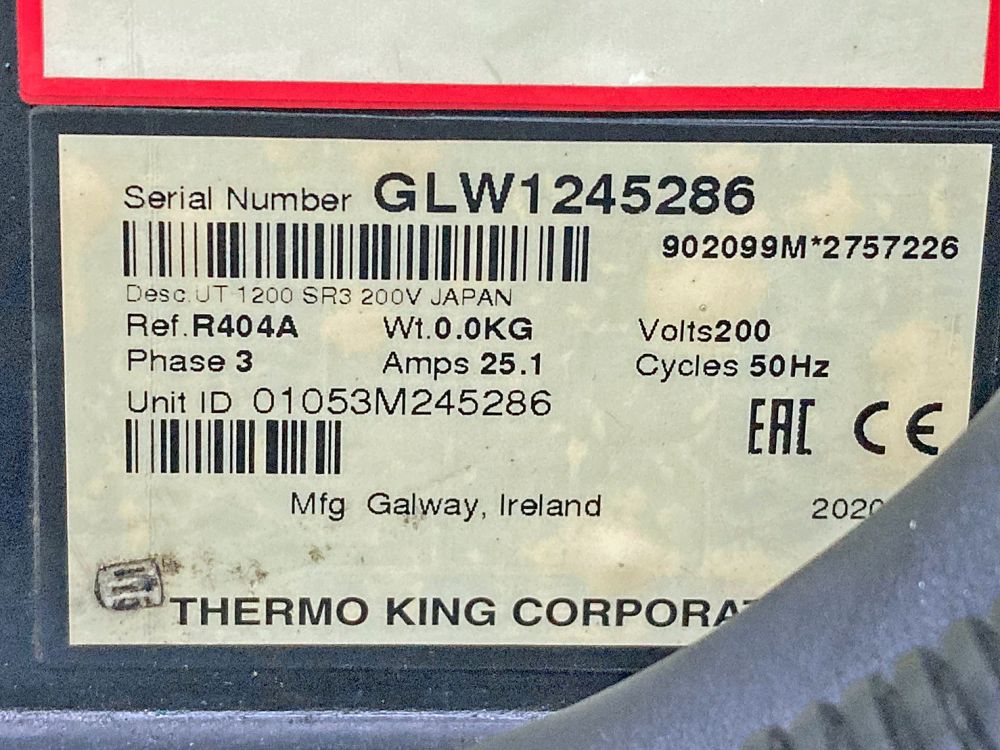 Serial Number GLW1245286
902099M*2757226
Desc.UT 1200 SR3 200V JAPAN
Ref.R404A Wt.0.0KG Volts200
Phase 3 Amps 25.1 Cycles 50Hz
Unit ID 01053M245286
EAC CE
Mfg Galway, Ireland 2020
THERMO KING